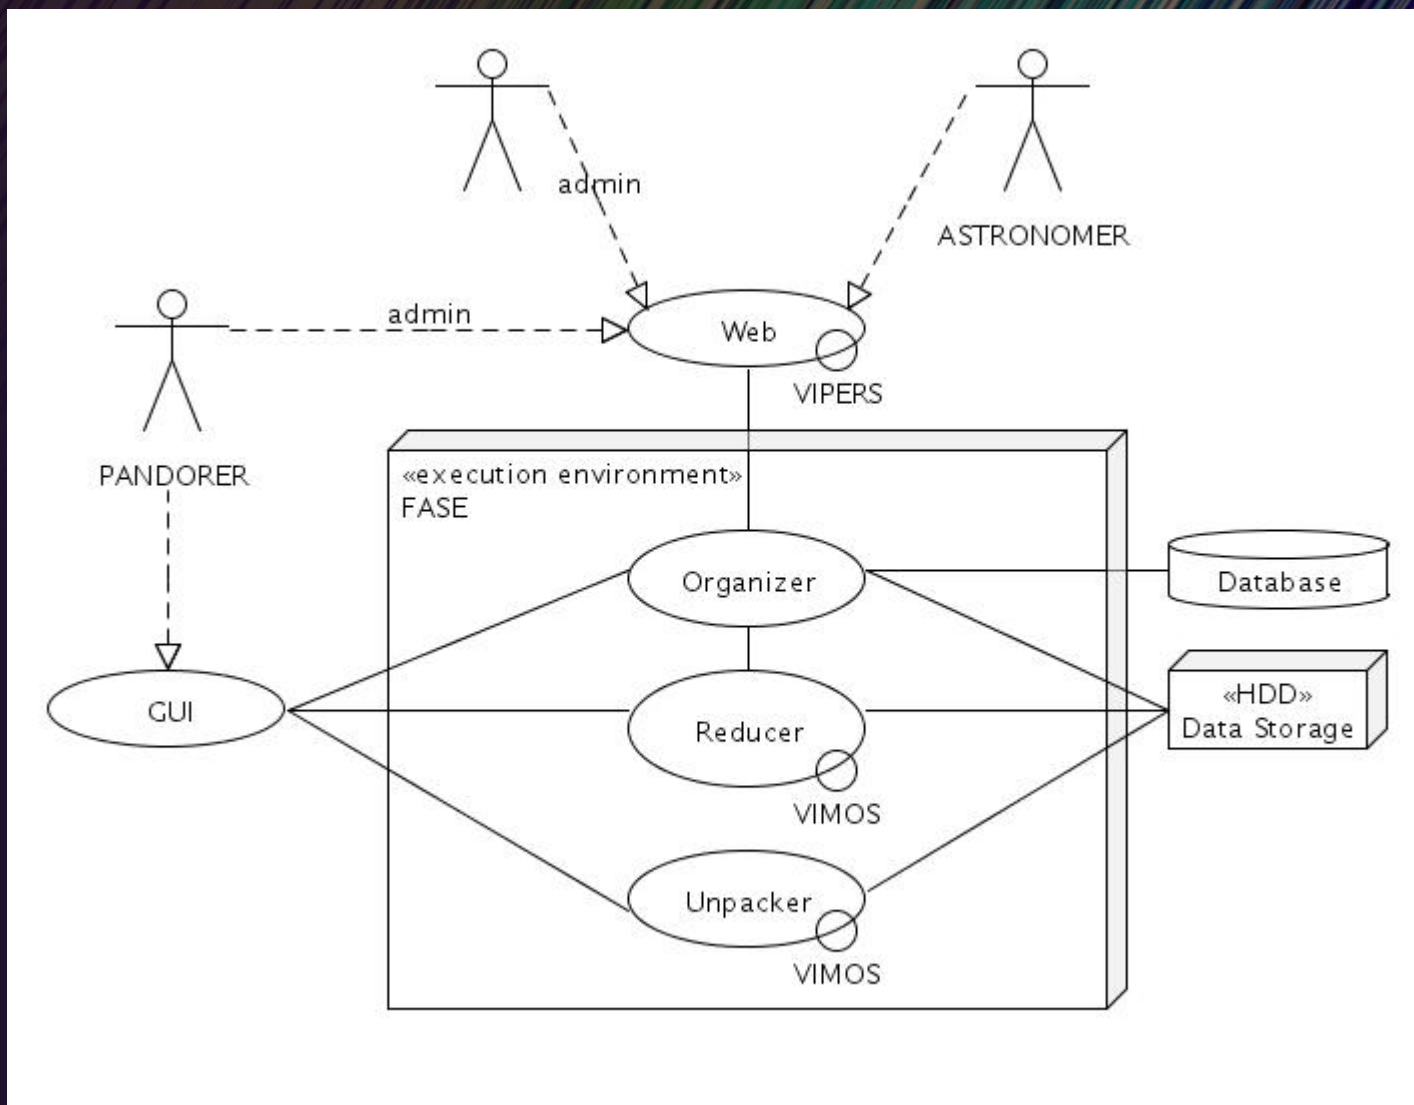 admin
ASTRONOMER
admin
Web
VIPERS
PANDORER
«execution environment»
FASE
Organizer
Database
GUI
Reducer
«HDD»
Data Storage
VIMOS
Unpacker
VIMOS